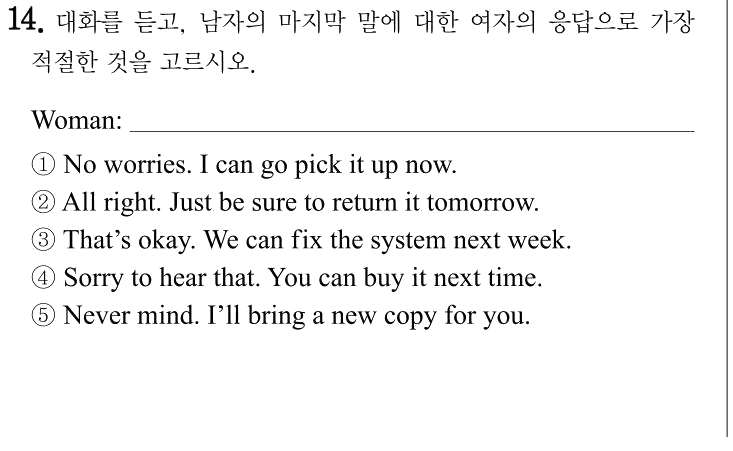 14. 대화를 듣고, 남자의 마지막 말에 대한 여자의 응답으로 가장
적절한 것을 고르시오.
Woman:
① No worries. I can go pick it up now.
② All right. Just be sure to return it tomorrow.
③ That’s okay. We can fix the system next week.
④ Sorry to hear that. You can buy it next time.
⑤ Never mind. I’ll bring a new copy for you.